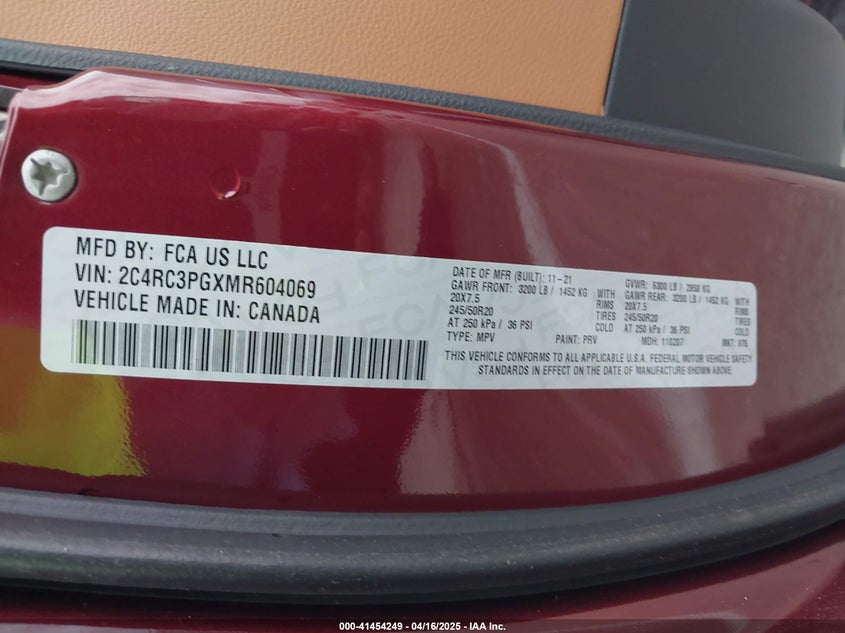 MFD BY: FCA US LLC
VIN: 2C4RC3PGXMR604069
VEHICLE MADE IN: CANADA
DATE OF MFR (BUILT): 11-21
GAWR FRONT: 3200 LB / 1452 KG WITH
20X7.5 RIMS
245/50R20 TIRES
AT 250 kPa / 36 PSI COLD
TYPE: MPV PAINT: PRV
GVWR: 6300 LB / 2858 KG
GAWR REAR: 3200 LB / 1452 KG WITH
20X7.5 RIMS
245/50R20 TIRES
AT 250 kPa / 36 PSI COLD
MDH: 110207 MKT:
THIS VEHICLE CONFORMS TO ALL APPLICABLE U.S.A. FEDERAL MOTOR VEHICLE SAFETY
STANDARDS IN EFFECT ON THE DATE OF MANUFACTURE SHOWN ABOVE.
000-41454249 - 04/16/2025 - IAA Inc.